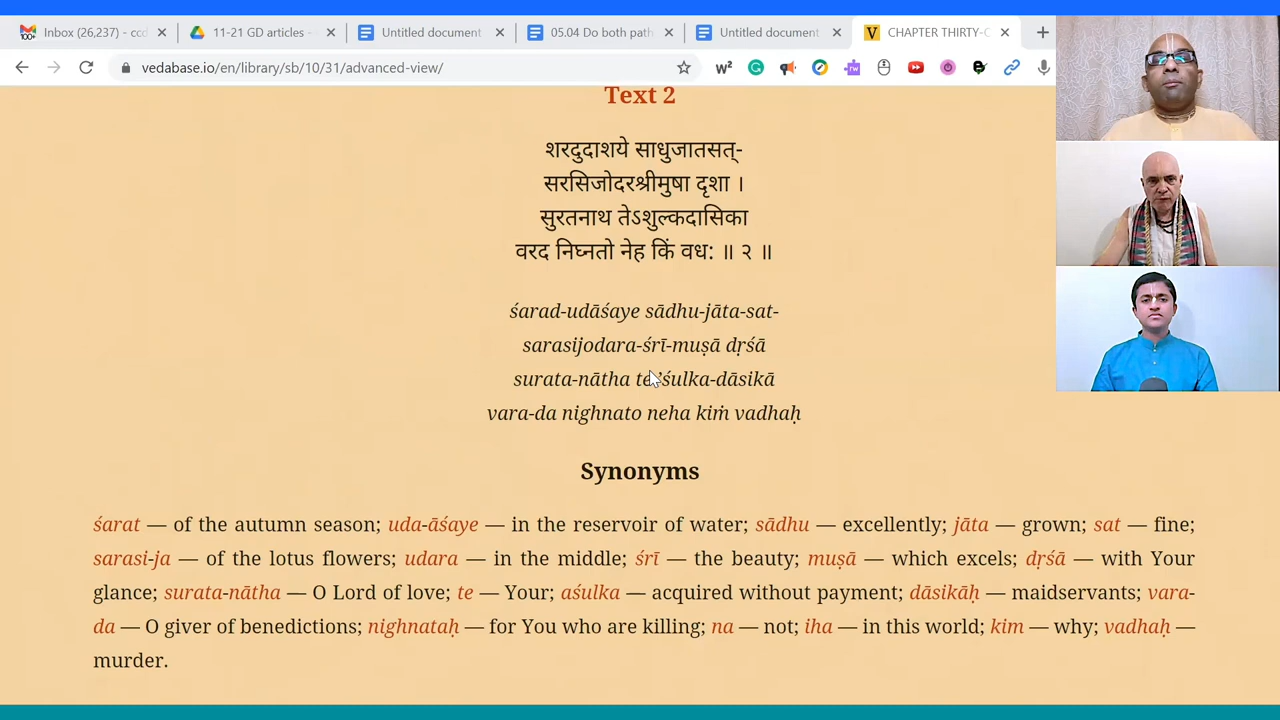 Inbox (26,237) - ccd
11-21 GD articles -
Untitled document
05.04 Do both path
Untitled document
CHAPTER THIRTY-O
vedabase.io/en/library/sb/10/31/advanced-view/
Text 2
शरदुदाशये साधुजातसत्-
सरसिजोदरश्रीमुषा द‍ृशा ।
सुरतनाथ तेऽशुल्कदासिका
वरद निघ्नतो नेह किं वध: ॥ २ ॥
śarad-udāśaye sādhu-jāta-sat-
sarasijodara-śrī-muṣā dṛśā
surata-nātha te ’śulka-dāsikā
vara-da nighnato neha kiṁ vadhaḥ
Synonyms
śarat — of the autumn season; uda-āśaye — in the reservoir of water; sādhu — excellently; jāta — grown; sat — fine;
sarasi-ja — of the lotus flowers; udara — in the middle; śrī — the beauty; muṣā — which excels; dṛśā — with Your
glance; surata-nātha — O Lord of love; te — Your; aśulka — acquired without payment; dāsikāḥ — maidservants; vara-
da — O giver of benedictions; nighnataḥ — for You who are killing; na — not; iha — in this world; kim — why; vadhaḥ —
murder.